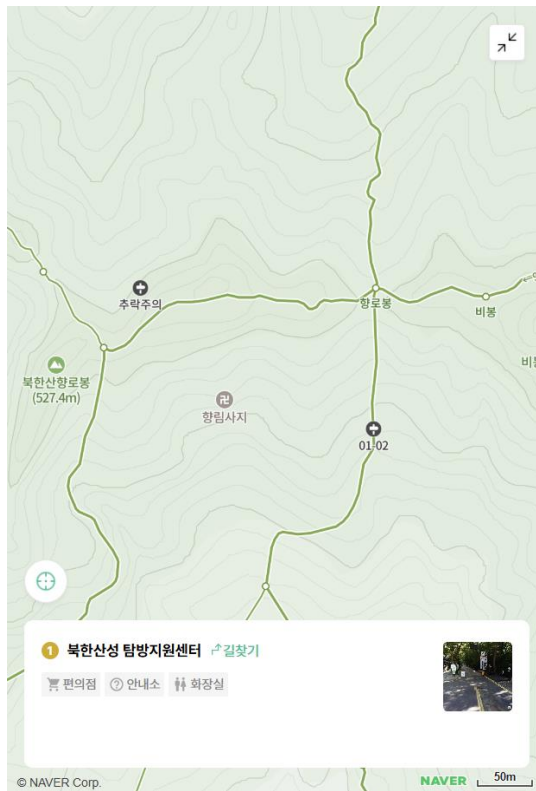 추락주의
향로봉
비봉
북한산향로봉
(527.4m)
향림사지
01-02
1 북한산성 탐방지원센터 길찾기
편의점 안내소 화장실
© NAVER Corp.
NAVER 50m